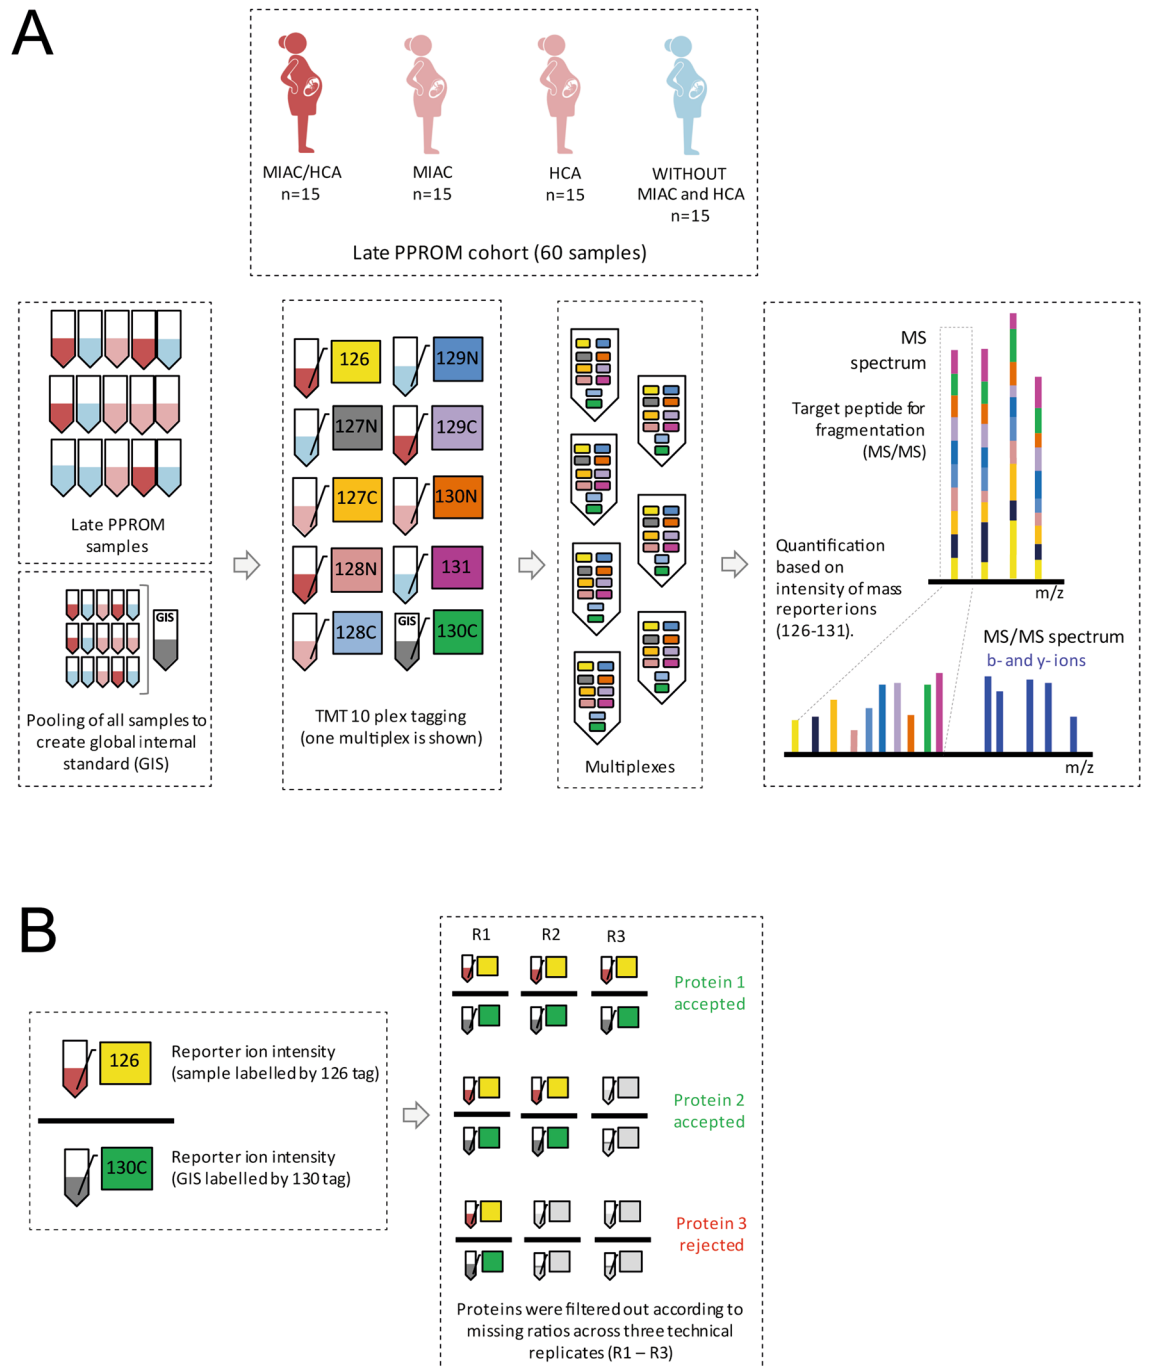 A
MIAC/HCA
n=15
MIAC
n=15
HCA
n=15
WITHOUT
MIAC and HCA
n=15
Late PPROM cohort (60 samples)
Late PPROM
samples
GIS
Pooling of all samples to
create global internal
standard (GIS)
126
129N
127N
129C
127C
130N
128N
131
128C
GIS
130C
TMT 10 plex tagging
(one multiplex is shown)
Multiplexes
MS
spectrum
Target peptide for
fragmentation
(MS/MS)
Quantification
based on
intensity of mass
reporter ions
(126-131).
m/z
MS/MS spectrum
b- and y-ions
m/z
B
126
Reporter ion intensity
(sample labelled by 126 tag)
130C
Reporter ion intensity
(GIS labelled by 130 tag)
R1
R2
R3
Protein 1
accepted
Protein 2
accepted
Protein 3
rejected
Proteins were filtered out according to
missing ratios across three technical
replicates (R1 – R3)